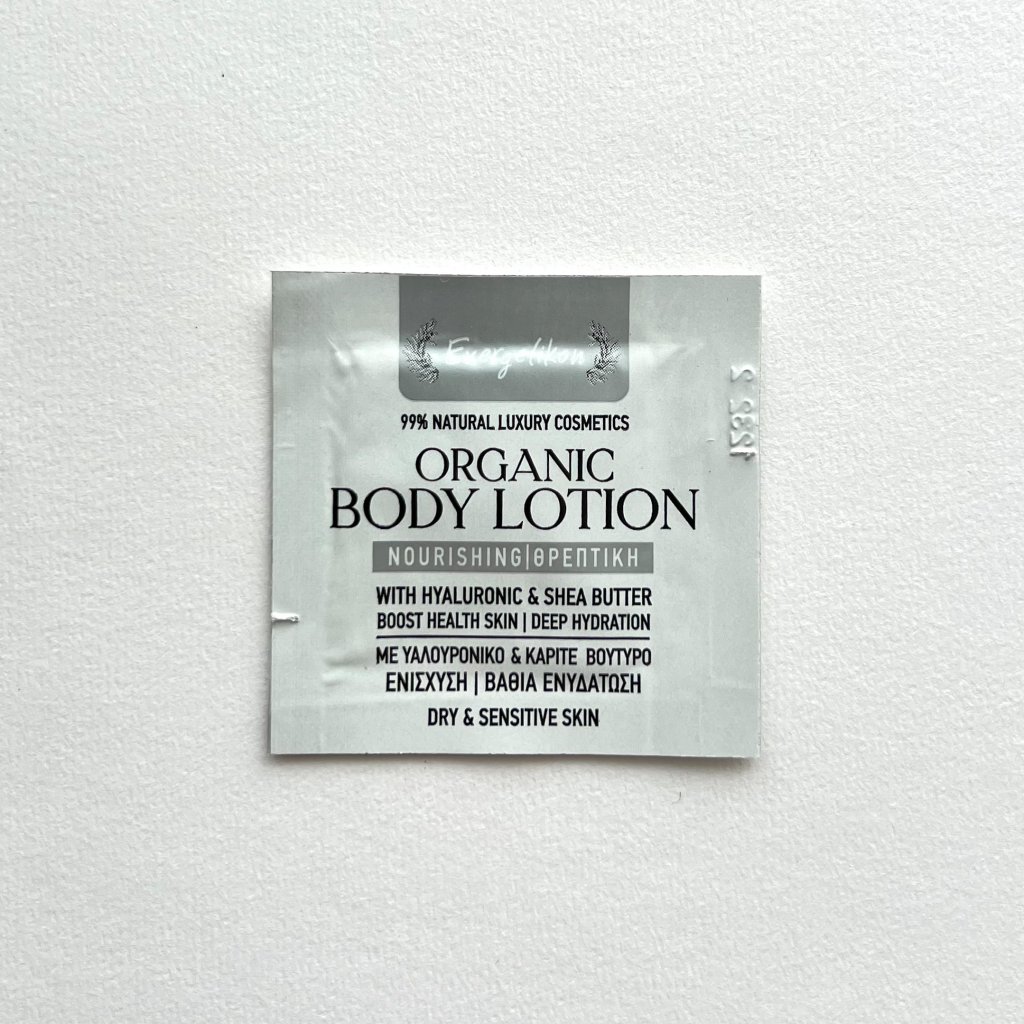 Evergetikon
99% NATURAL LUXURY COSMETICS
ORGANIC
BODY LOTION
NOURISHING|ΘΡΕΠΤΙΚΗ
WITH HYALURONIC & SHEA BUTTER
BOOST HEALTH SKIN | DEEP HYDRATION
ΜΕ ΥΑΛΟΥΡΟΝΙΚΟ & ΚΑΡΙΤΕ ΒΟΥΤΥΡΟ
ΕΝΙΣΧΥΣΗ | ΒΑΘΙΑ ΕΝΥΔΑΤΩΣΗ
DRY & SENSITIVE SKIN